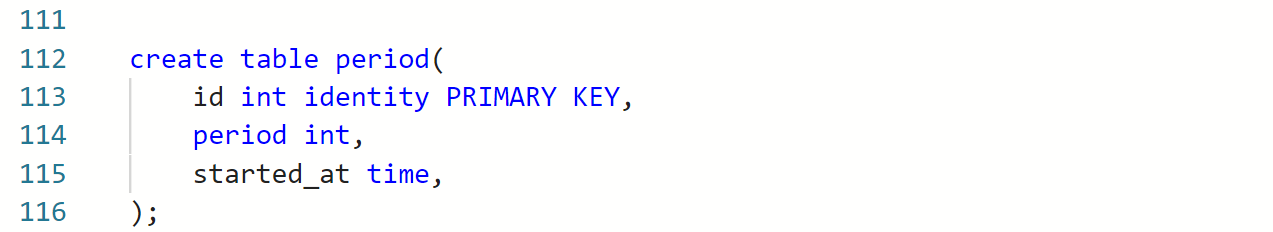 111
112 create table period(
113 id int identity PRIMARY KEY,
114 period int,
115 started_at time,
116 );